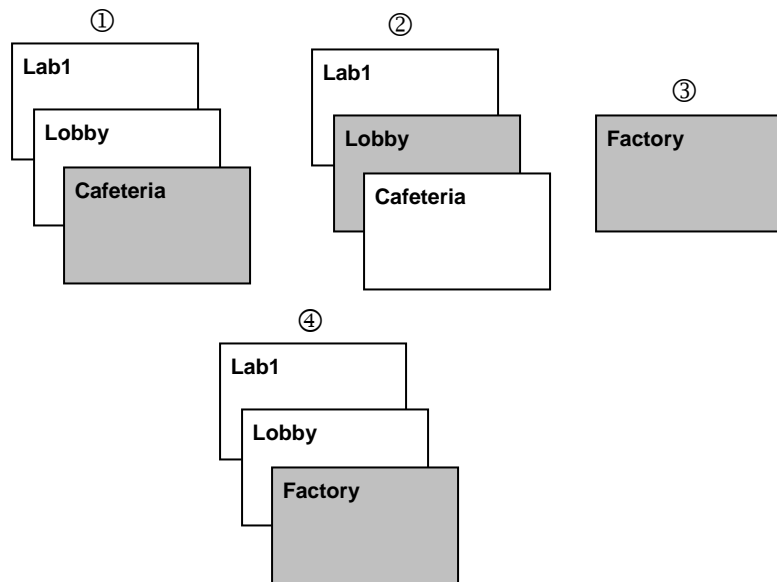 ①
Lab1
Lobby
Cafeteria
②
Lab1
Lobby
Cafeteria
③
Factory
④
Lab1
Lobby
Factory